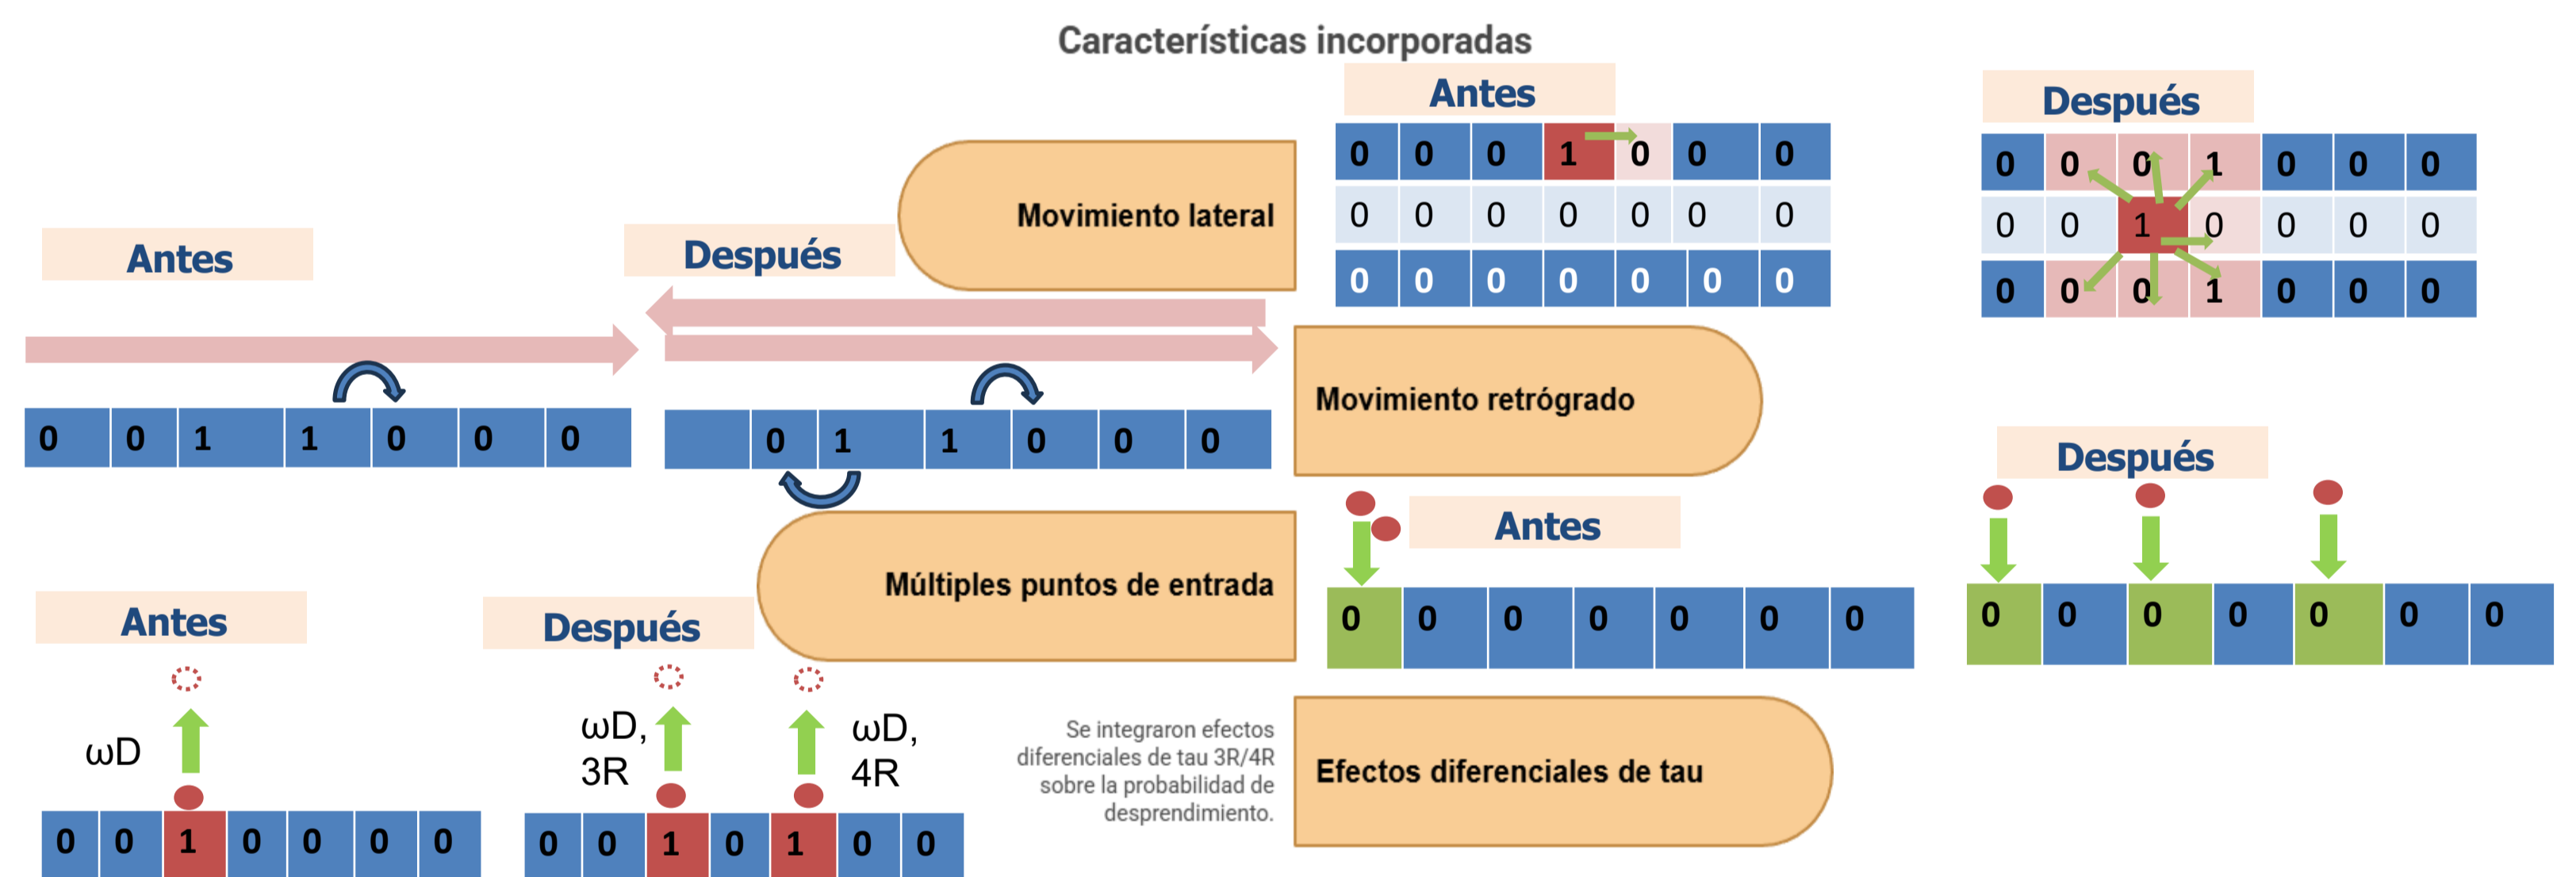 Características incorporadas
Antes
0 0 0 1 0 0 0
0 0 0 0 0 0 0
0 0 0 0 0 0 0
Después
0 0 0 1 0 0 0
0 0 1 0 0 0 0
0 0 0 1 0 0 0
Movimiento lateral
Antes
0 0 1 1 0 0 0
Después
0 1 1 0 0 0
Movimiento retrógrado
Múltiples puntos de entrada
Antes
0 0 0 0 0 0 0
Después
0 0 0 0 0 0 0
Antes
ωD
0 0 1 0 0 0 0
Después
ωD,
3R
ωD,
4R
0 0 1 0 1 0 0
Se integraron efectos
diferenciales de tau 3R/4R
sobre la probabilidad de
desprendimiento.
Efectos diferenciales de tau